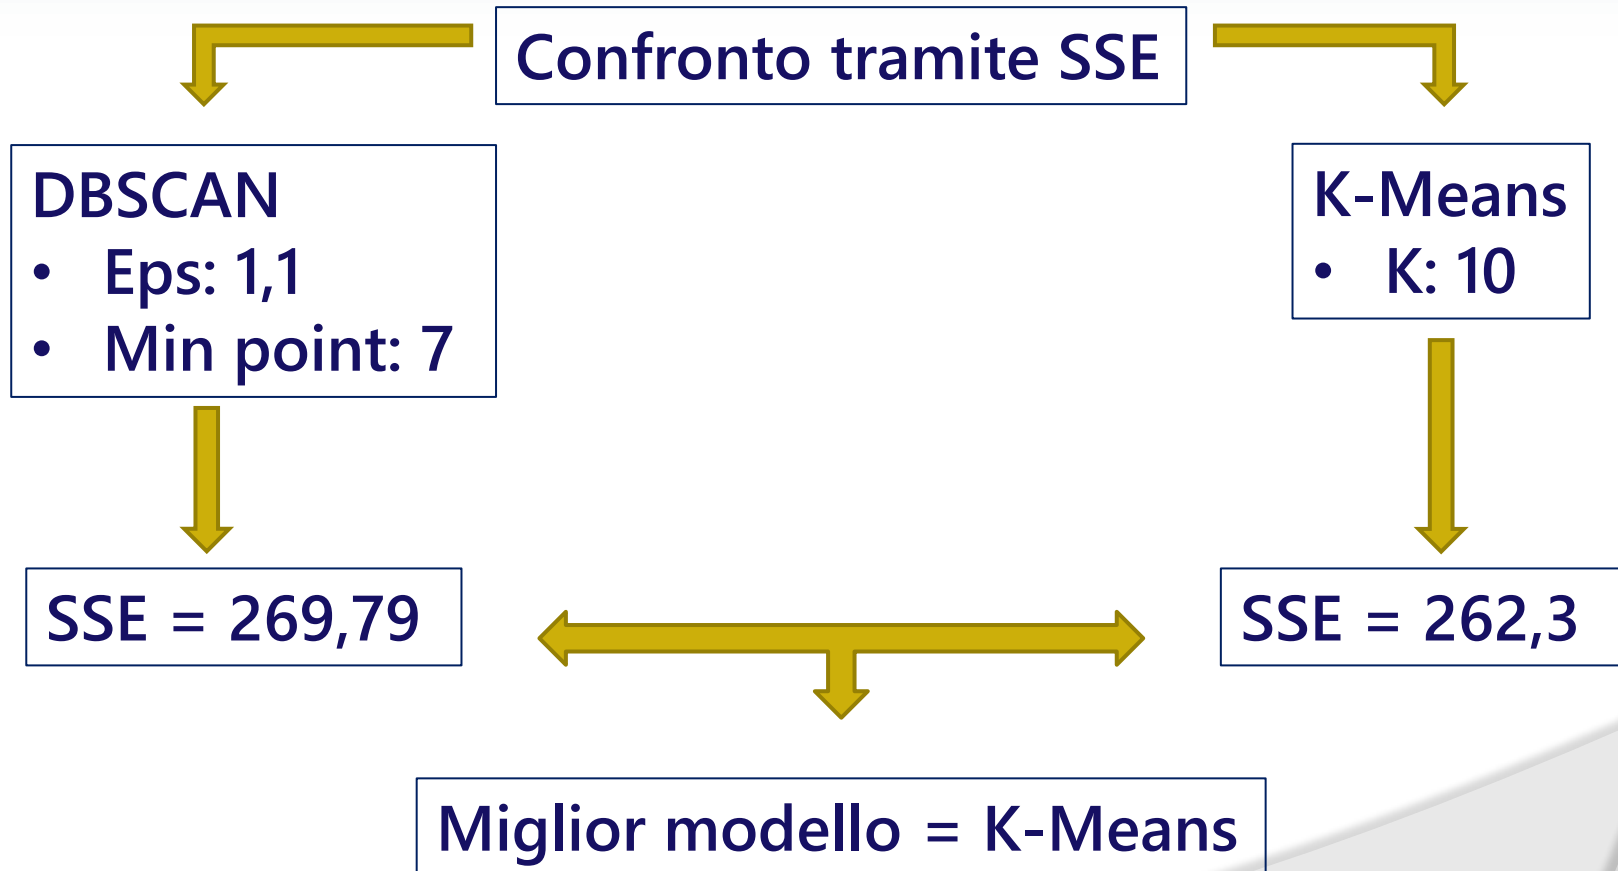 Confronto tramite SSE
DBSCAN
• Eps: 1,1
• Min point: 7
K-Means
• K: 10
SSE = 269,79
SSE = 262,3
Miglior modello = K-Means